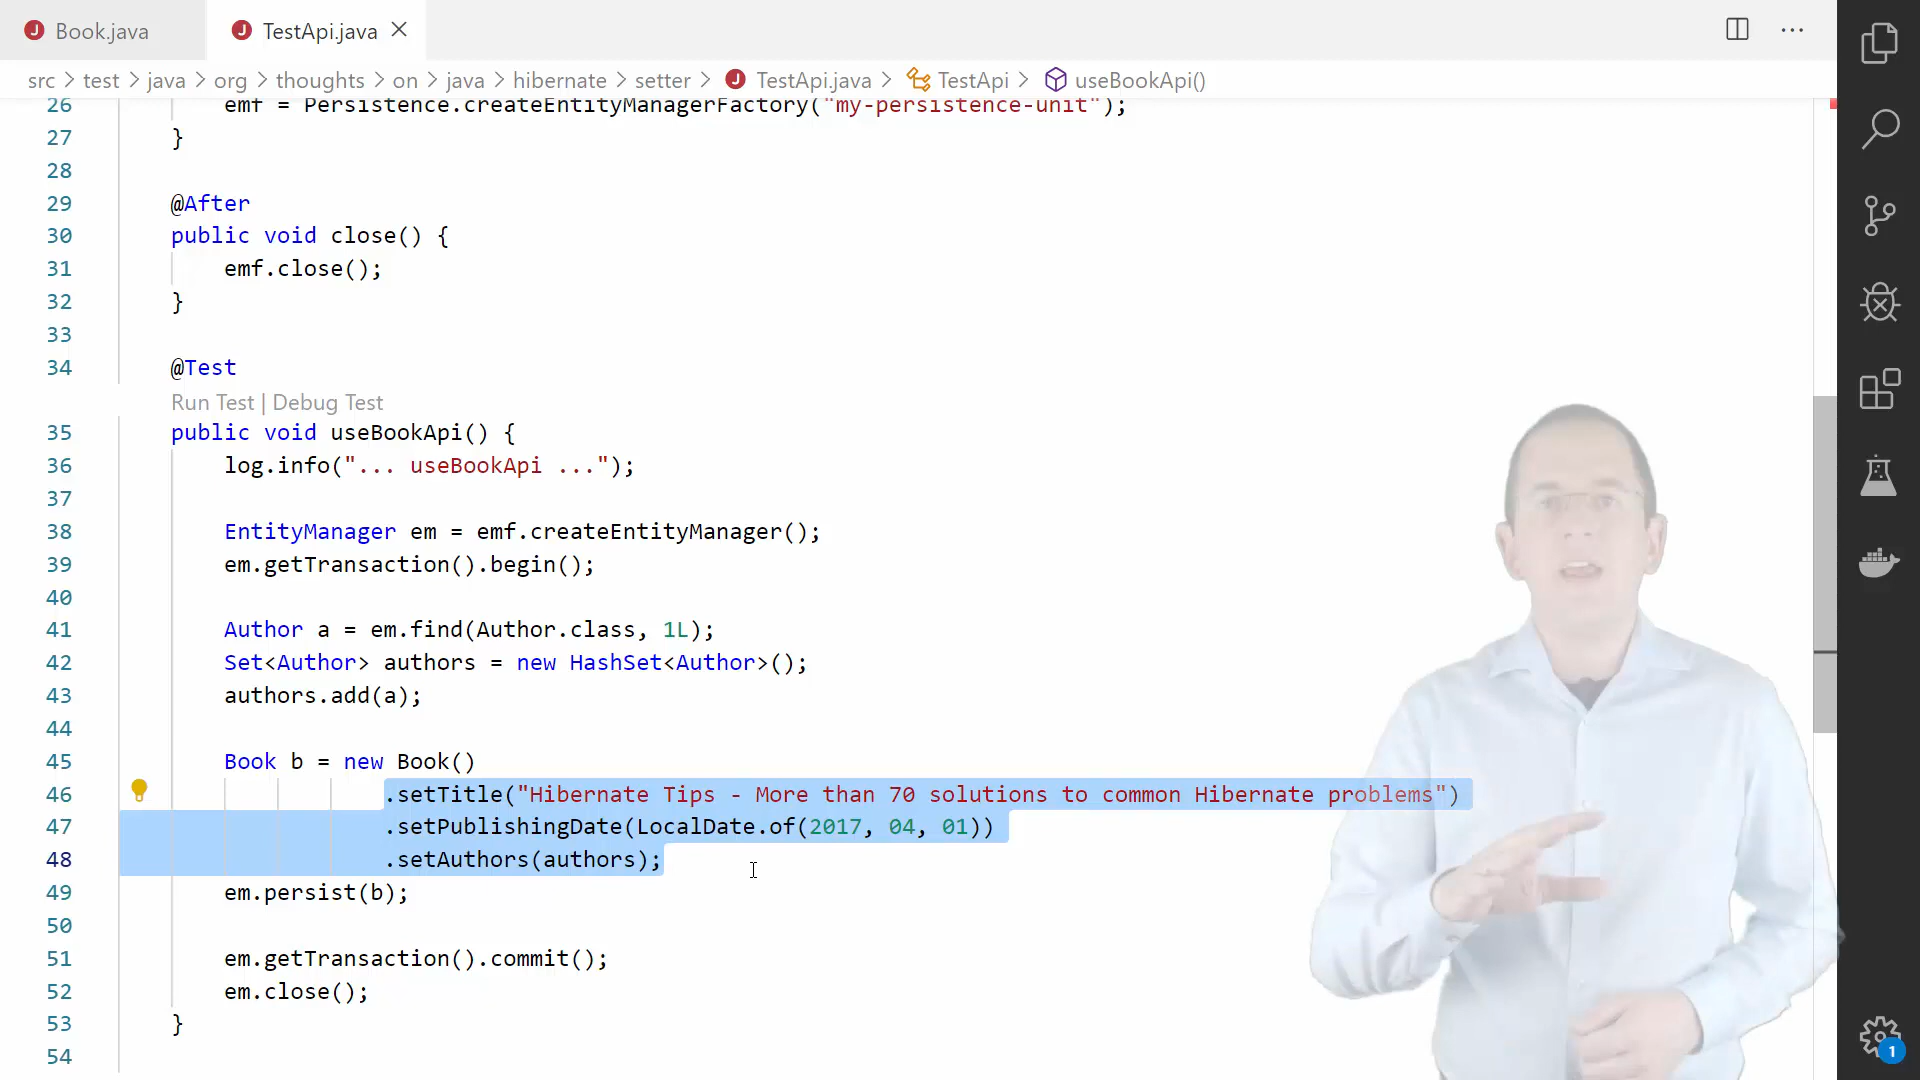 Book.java TestApi.java
src > test > java > org > thoughts > on > java > hibernate > setter > TestApi.java > TestApi > useBookApi()
26 emf = Persistence.createEntityManagerFactory("my-persistence-unit");
27 }
28
29 @After
30 public void close() {
31 emf.close();
32 }
33
34 @Test
Run Test | Debug Test
35 public void useBookApi() {
36 log.info("... useBookApi ...");
37
38 EntityManager em = emf.createEntityManager();
39 em.getTransaction().begin();
40
41 Author a = em.find(Author.class, 1L);
42 Set<Author> authors = new HashSet<Author>();
43 authors.add(a);
44
45 Book b = new Book()
46 .setTitle("Hibernate Tips - More than 70 solutions to common Hibernate problems")
47 .setPublishingDate(LocalDate.of(2017, 04, 01))
48 .setAuthors(authors);
49 em.persist(b);
50
51 em.getTransaction().commit();
52 em.close();
53 }
54
1